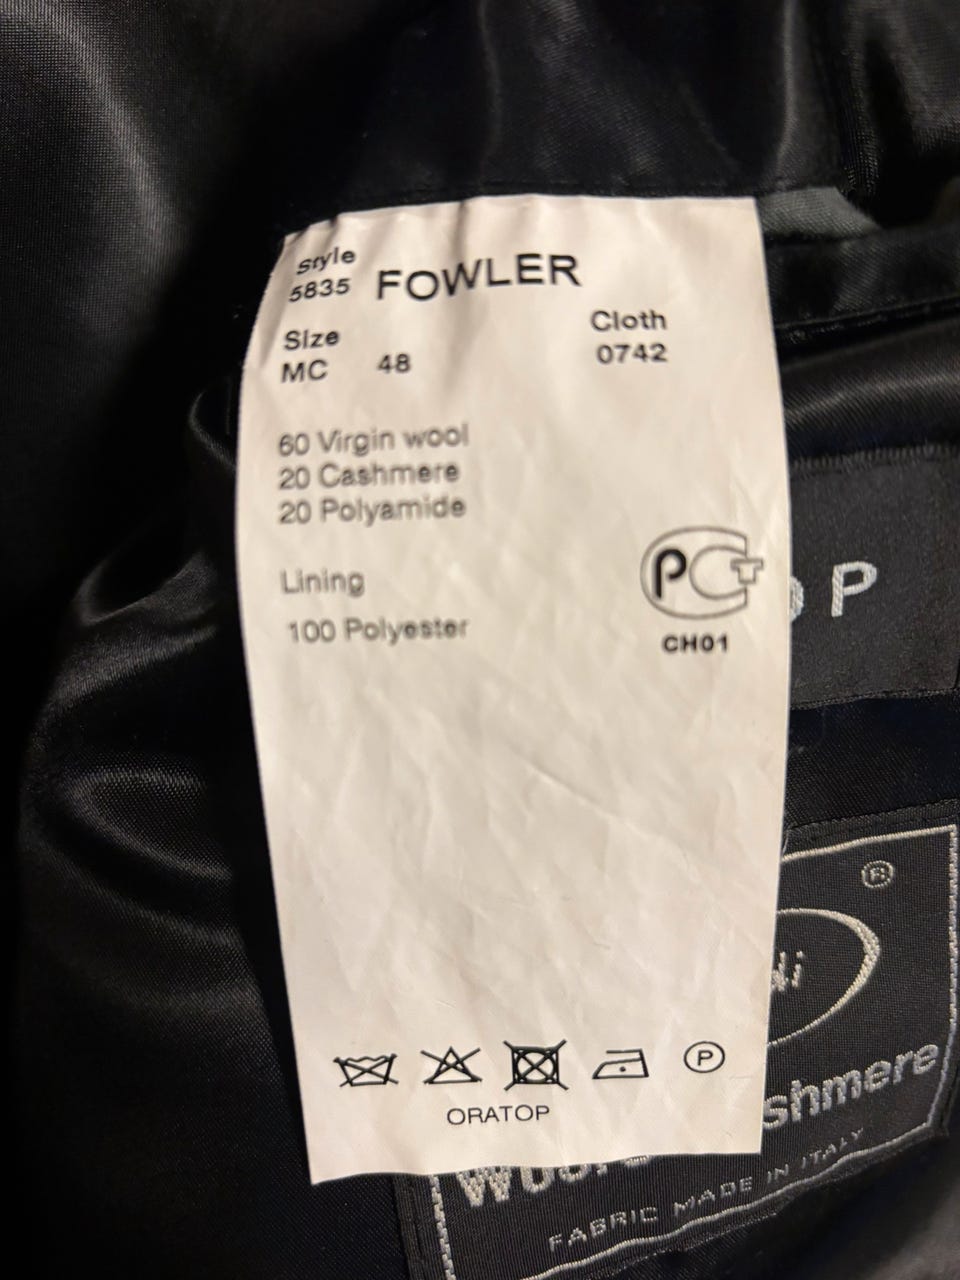 Style
5835 FOWLER
Size Cloth
MC 48 0742
60 Virgin wool
20 Cashmere
20 Polyamide
Lining
100 Polyester
PCT
CH01
P
P
ORATOP
®
FABRIC MADE IN ITALY